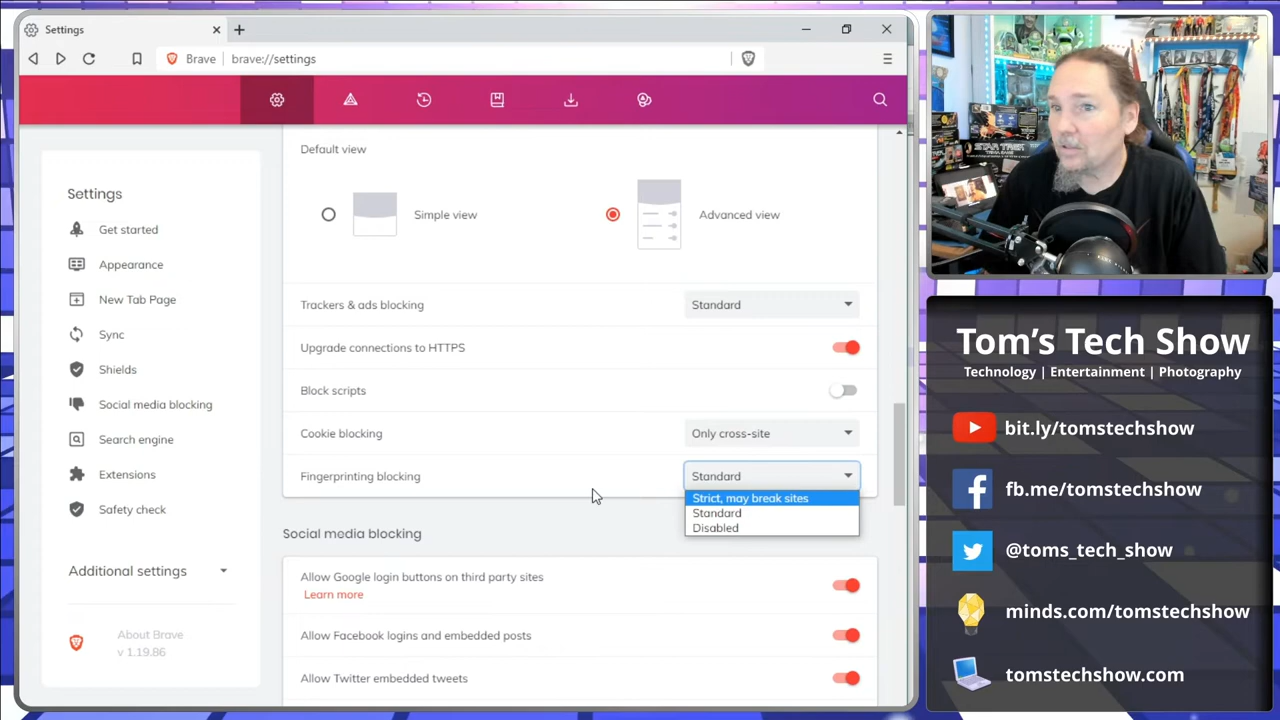 Settings
Brave
brave://settings
Settings
Get started
Appearance
New Tab Page
Sync
Shields
Social media blocking
Search engine
Extensions
Safety check
Additional settings
About Brave
v 1.19.86
Default view
Simple view
Advanced view
Trackers & ads blocking
Standard
Upgrade connections to HTTPS
Block scripts
Cookie blocking
Only cross-site
Fingerprinting blocking
Standard
Strict, may break sites
Standard
Disabled
Social media blocking
Allow Google login buttons on third party sites
Learn more
Allow Facebook logins and embedded posts
Allow Twitter embedded tweets
STAR TREK
Tom's Tech Show
Technology | Entertainment | Photography
bit.ly/tomstechshow
fb.me/tomstechshow
@toms_tech_show
minds.com/tomstechshow
tomstechshow.com